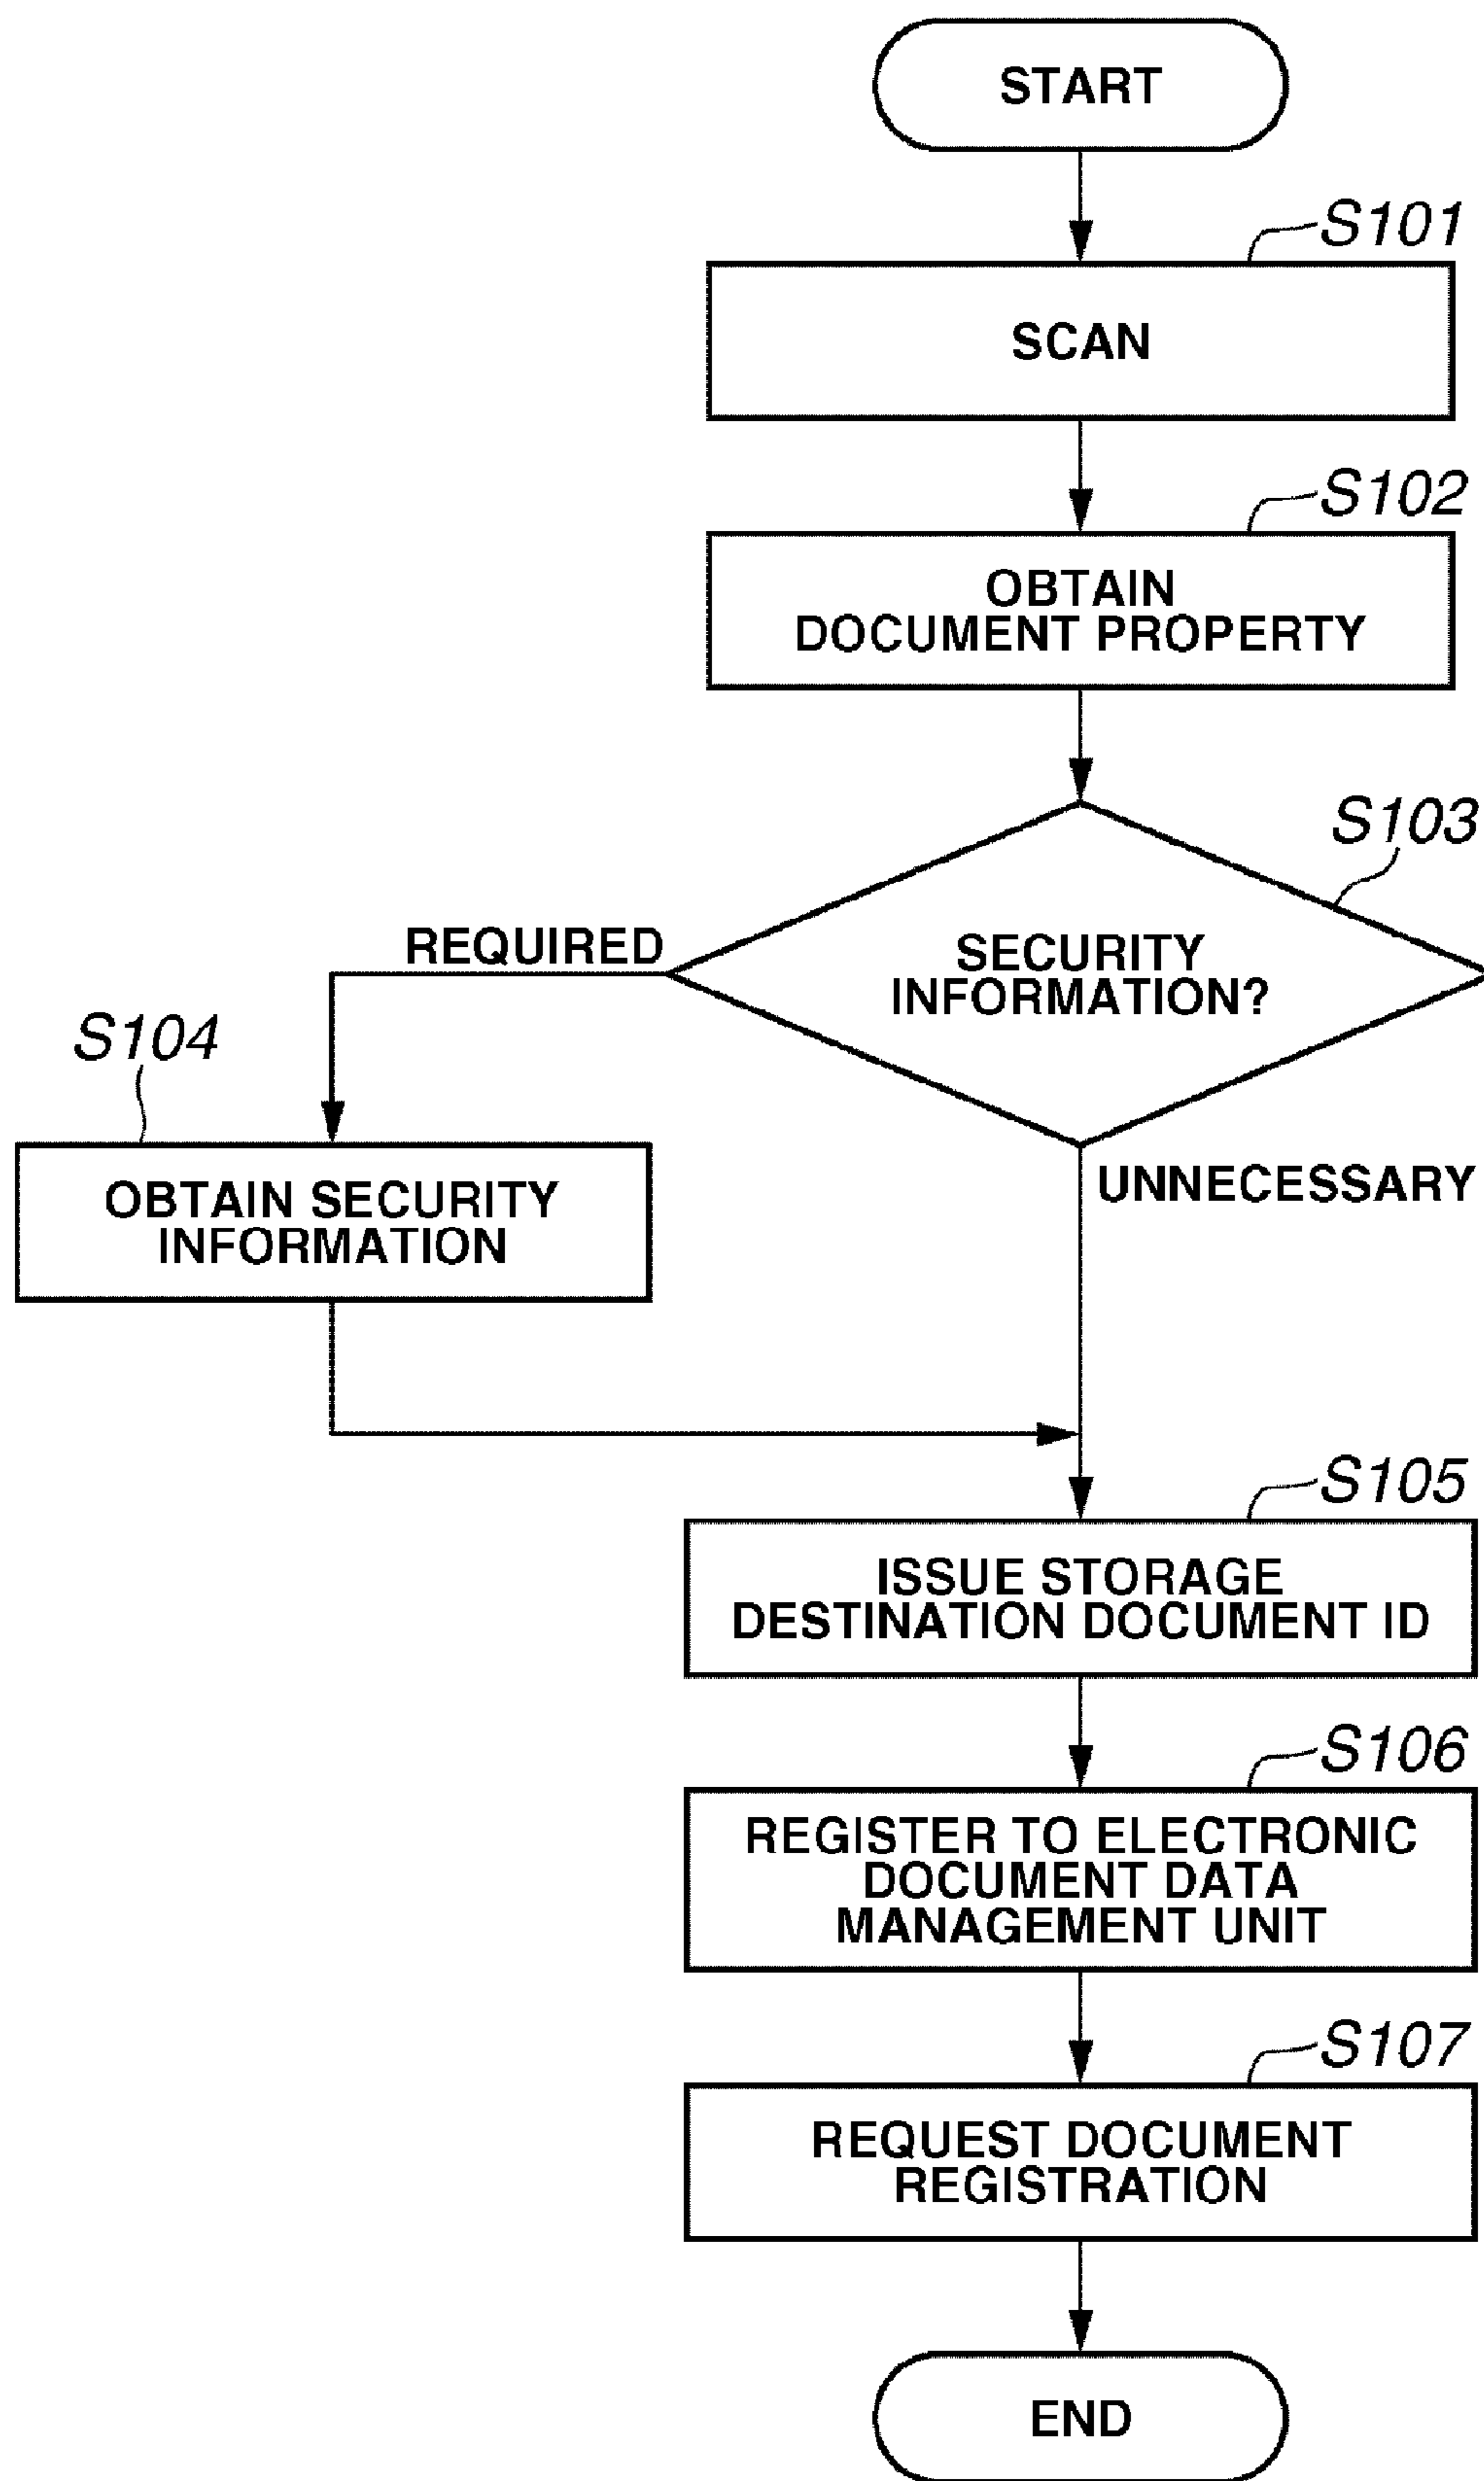 START
S101
SCAN
S102
OBTAIN
DOCUMENT PROPERTY
S103
SECURITY
INFORMATION?
REQUIRED
UNNECESSARY
S104
OBTAIN SECURITY
INFORMATION
S105
ISSUE STORAGE
DESTINATION DOCUMENT ID
S106
REGISTER TO ELECTRONIC
DOCUMENT DATA
MANAGEMENT UNIT
S107
REQUEST DOCUMENT
REGISTRATION
END